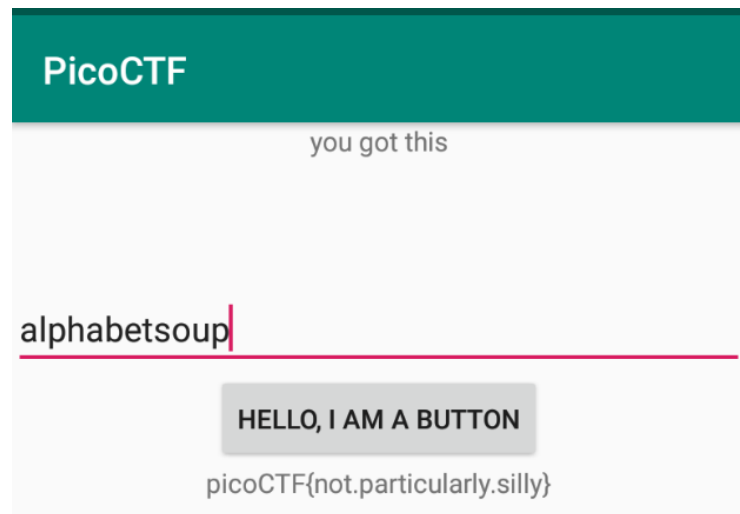 PicoCTF
you got this
alphabetsoup
HELLO, I AM A BUTTON
picoCTF{not.particularly.silly}